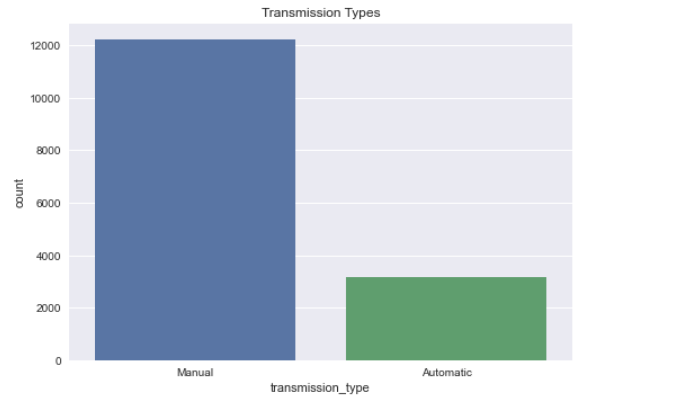 Transmission Types
12000
10000
8000
6000
4000
2000
0
count
Manual Automatic
transmission_type